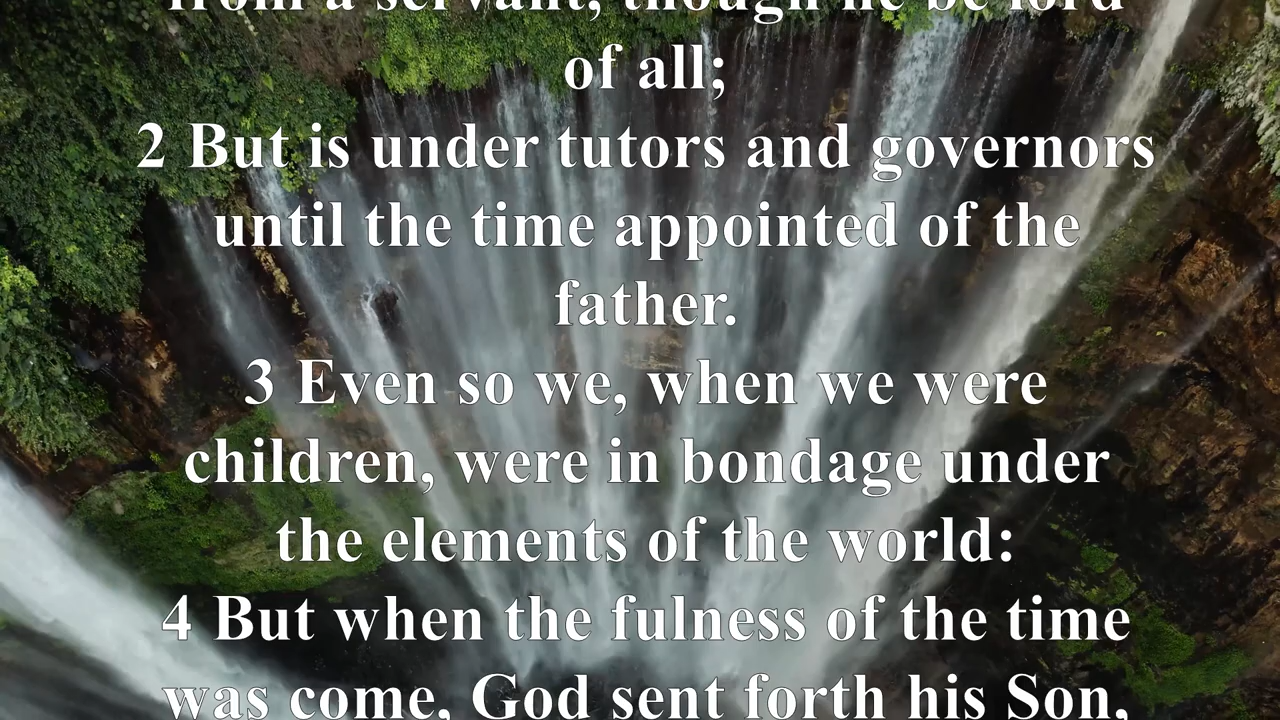 from a servant, though he be lord
of all;
2 But is under tutors and governors
until the time appointed of the
father.
3 Even so we, when we were
children, were in bondage under
the elements of the world:
4 But when the fulness of the time
was come, God sent forth his Son,